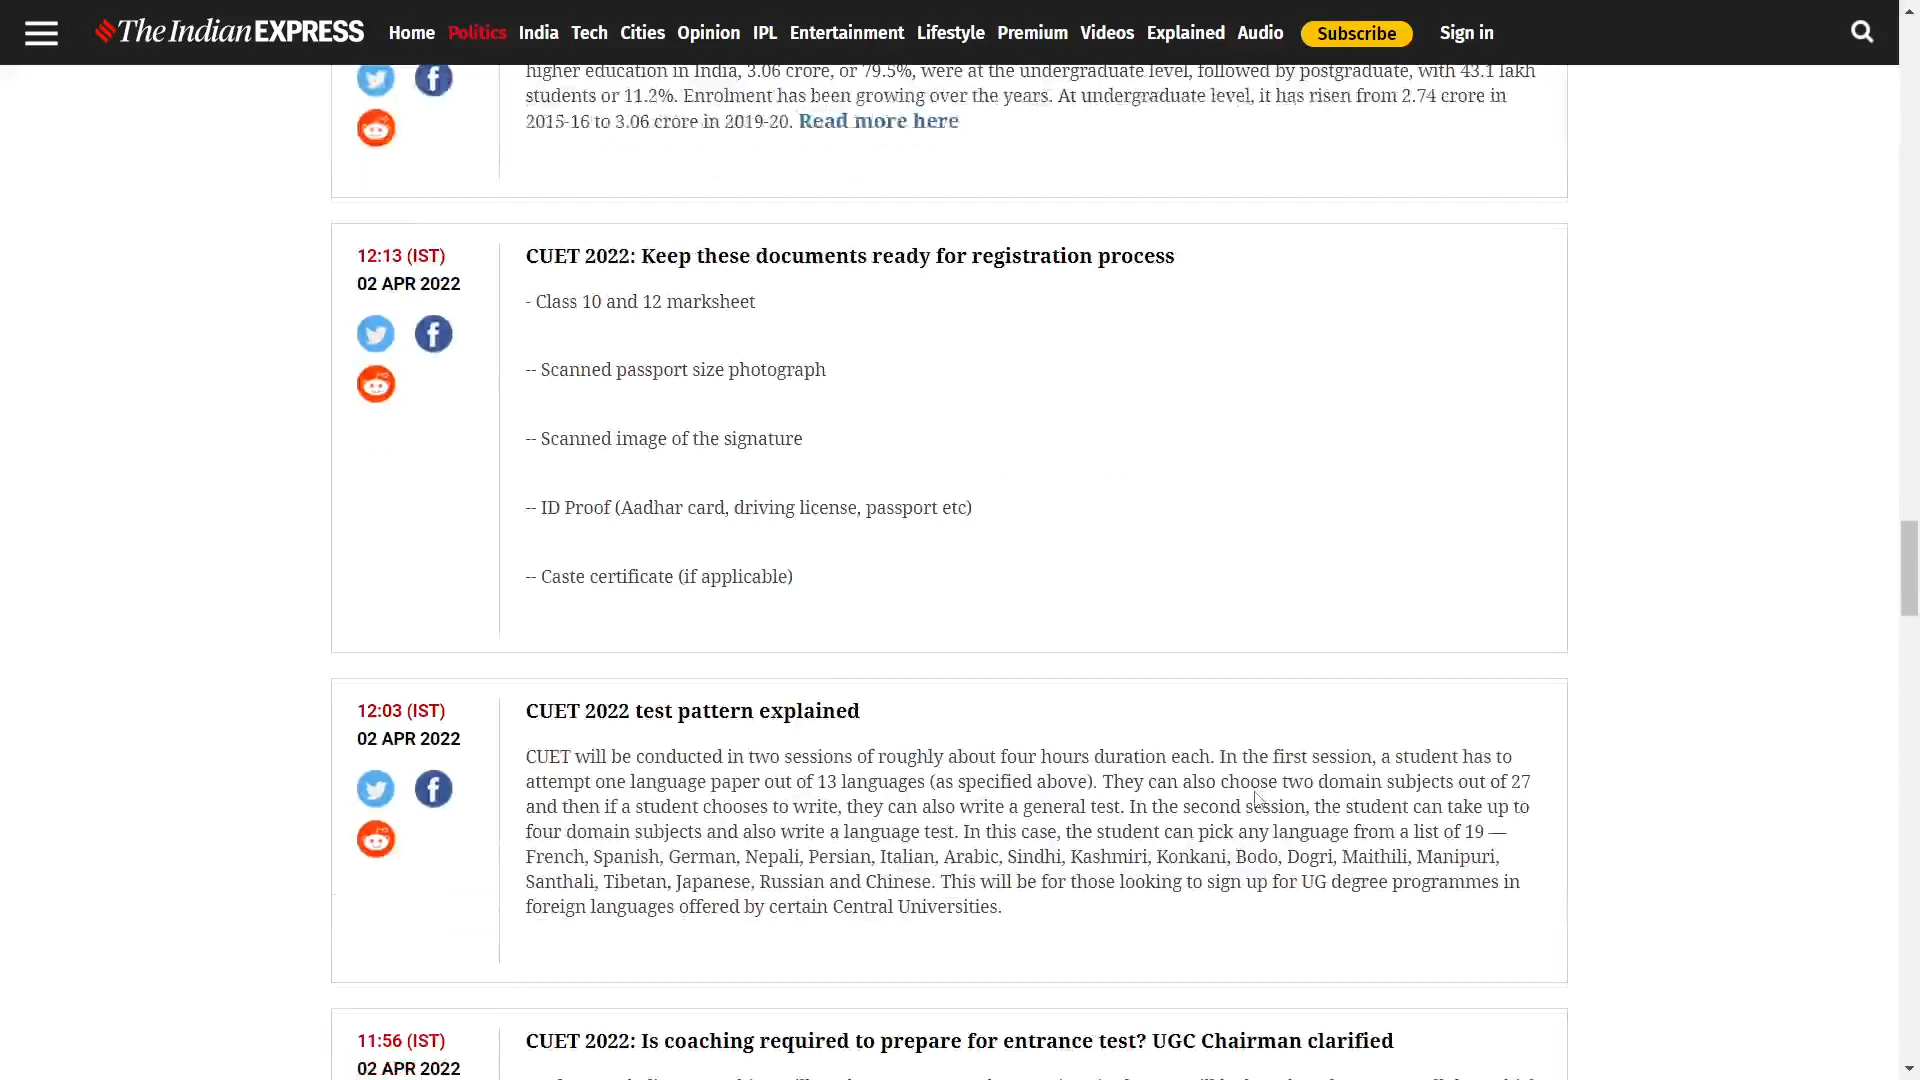 The Indian EXPRESS
Home Politics India Tech Cities Opinion IPL Entertainment Lifestyle Premium Videos Explained Audio Subscribe Sign in
higher education in India, 3.06 crore, or 79.5%, were at the undergraduate level, followed by postgraduate, with 43.1 lakh
students or 11.2%. Enrolment has been growing over the years. At undergraduate level, it has risen from 2.74 crore in
2015-16 to 3.06 crore in 2019-20. Read more here
12:13 (IST)
02 APR 2022
CUET 2022: Keep these documents ready for registration process
- Class 10 and 12 marksheet
-- Scanned passport size photograph
-- Scanned image of the signature
-- ID Proof (Aadhar card, driving license, passport etc)
-- Caste certificate (if applicable)
12:03 (IST)
02 APR 2022
CUET 2022 test pattern explained
CUET will be conducted in two sessions of roughly about four hours duration each. In the first session, a student has to
attempt one language paper out of 13 languages (as specified above). They can also choose two domain subjects out of 27
and then if a student chooses to write, they can also write a general test. In the second session, the student can take up to
four domain subjects and also write a language test. In this case, the student can pick any language from a list of 19 —
French, Spanish, German, Nepali, Persian, Italian, Arabic, Sindhi, Kashmiri, Konkani, Bodo, Dogri, Maithili, Manipuri,
Santhali, Tibetan, Japanese, Russian and Chinese. This will be for those looking to sign up for UG degree programmes in
foreign languages offered by certain Central Universities.
11:56 (IST)
02 APR 2022
CUET 2022: Is coaching required to prepare for entrance test? UGC Chairman clarified